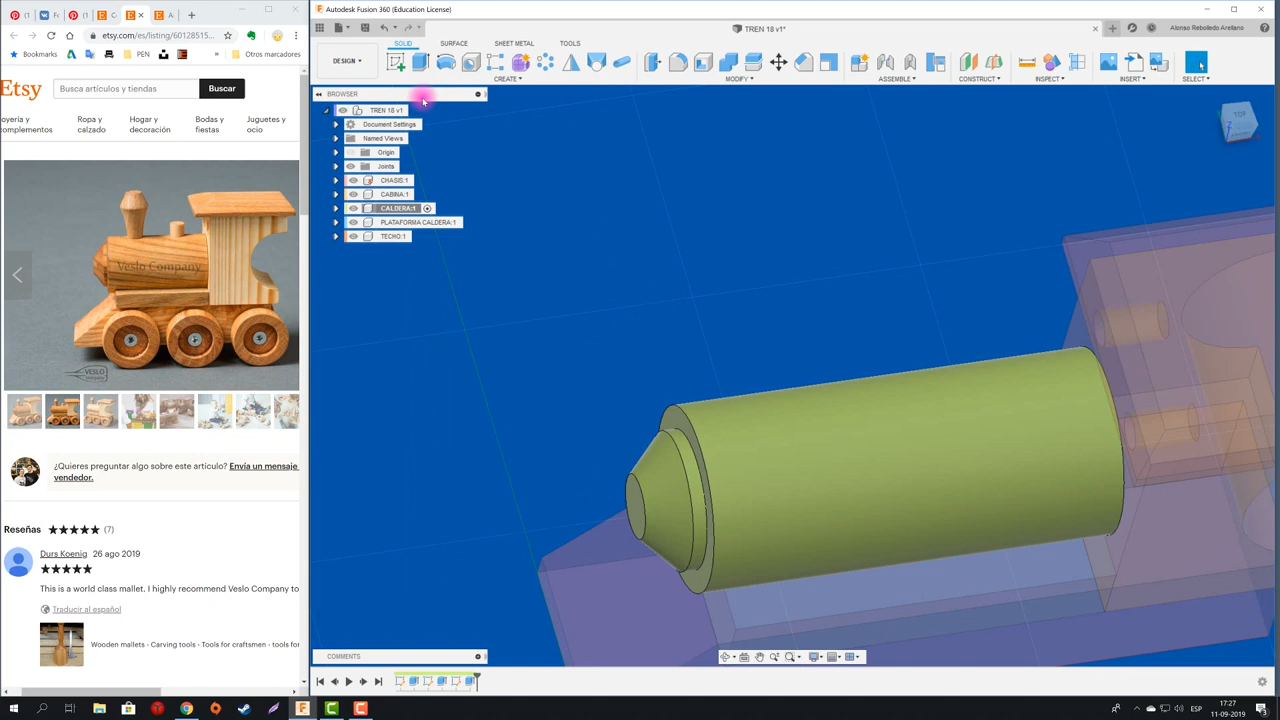 Autodesk Fusion 360 (Education License)
etsy.com/es/listing/60128515...
Bookmarks
PEN
Otros marcadores
Etsy
Busca artículos y tiendas
Buscar
oyería y
complementos
Ropa y
calzado
Hogar y
decoración
Bodas y
fiestas
Juguetes y
ocio
Veslo Company
VESLO
COMPANY
¿Quieres preguntar algo sobre este artículo? Envía un mensaje
vendedor.
Reseñas ★★★★★ (7)
Durs Koenig 26 ago 2019
★★★★★
This is a world class mallet. I highly recommend Veslo Company to
Traducir al español
Wooden mallets - Carving tools - Tools for craftsmen - tools for
TREN 18 v1*
Alonso Rebolledo Arellano
SOLID
SURFACE
SHEET METAL
TOOLS
DESIGN
CREATE
MODIFY
ASSEMBLE
CONSTRUCT
INSPECT
INSERT
SELECT
BROWSER
TREN 18 v1
Document Settings
Named Views
Origin
Joints
CHASIS:1
CABINA:1
CALDERA:1
PLATAFORMA CALDERA:1
TECHO:1
TOP
COMMENTS
ESP
17:27
11-09-2019